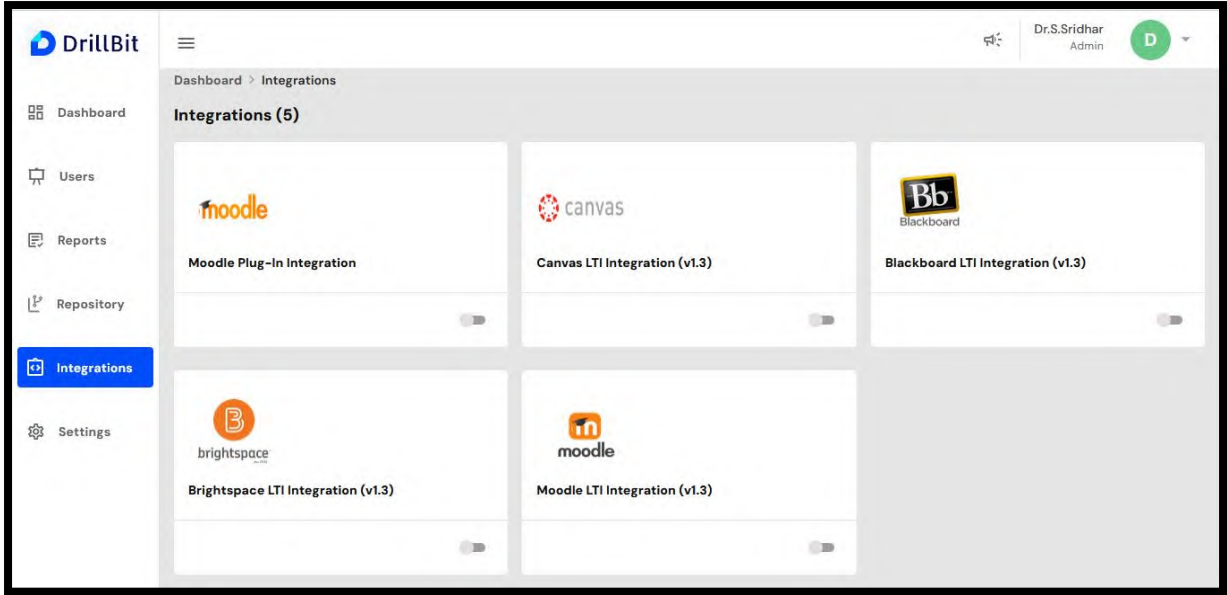 DrillBit
Dr.S.Sridhar
Admin
D
Dashboard > Integrations
Integrations (5)
Dashboard
Users
Reports
Repository
Integrations
Settings
moodle
Moodle Plug-In Integration
canvas
Canvas LTI Integration (v1.3)
Bb
Blackboard
Blackboard LTI Integration (v1.3)
B
brightspace
Brightspace LTI Integration (v1.3)
m
moodle
Moodle LTI Integration (v1.3)